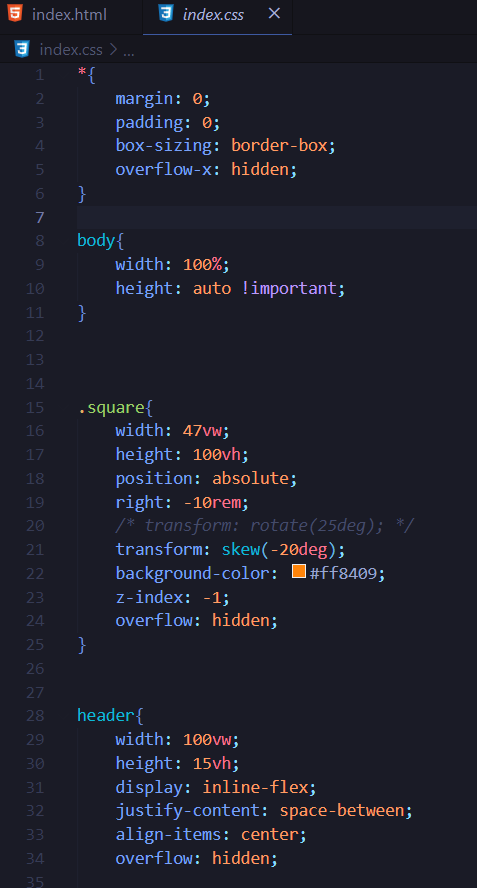 index.html
index.css
index.css > ...
1 *{
2 margin: 0;
3 padding: 0;
4 box-sizing: border-box;
5 overflow-x: hidden;
6 }
7
8 body{
9 width: 100%;
10 height: auto !important;
11 }
12
13
14
15 .square{
16 width: 47vw;
17 height: 100vh;
18 position: absolute;
19 right: -10rem;
20 /* transform: rotate(25deg); */
21 transform: skew(-20deg);
22 background-color: #ff8409;
23 z-index: -1;
24 overflow: hidden;
25 }
26
27
28 header{
29 width: 100vw;
30 height: 15vh;
31 display: inline-flex;
32 justify-content: space-between;
33 align-items: center;
34 overflow: hidden;
35